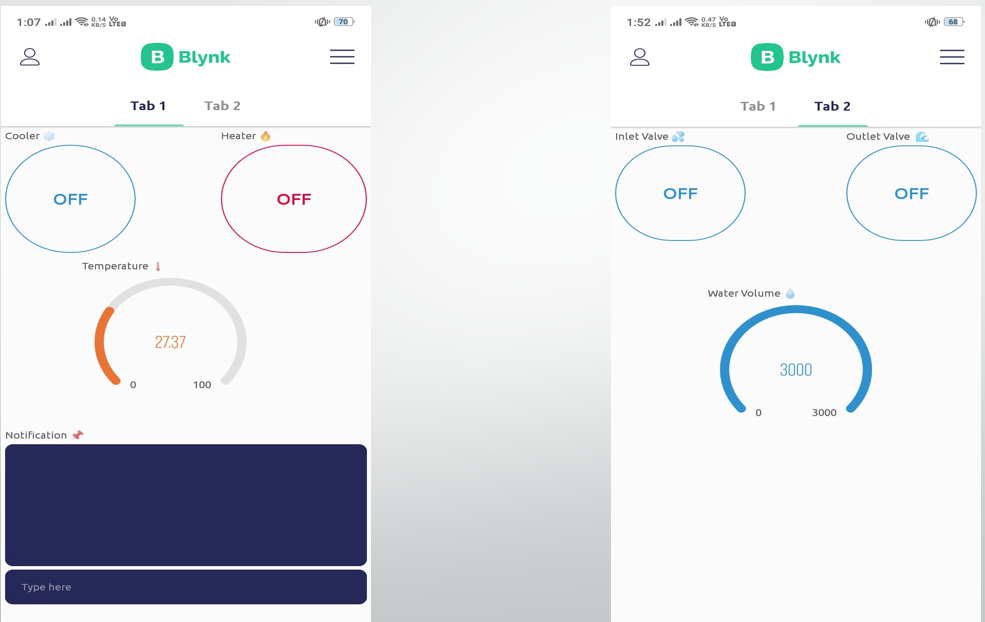 1:07 0.14 KB/S Vo LTE 70
B Blynk
Tab 1 Tab 2
Cooler ❄️
Heater 🔥
OFF
OFF
Temperature 🌡️
27.37
0 100
Notification 📌
Type here
1:52 0.47 KB/S Vo LTE 68
B Blynk
Tab 1 Tab 2
Inlet Valve 💦
Outlet Valve 🌊
OFF
OFF
Water Volume 💧
3000
0 3000